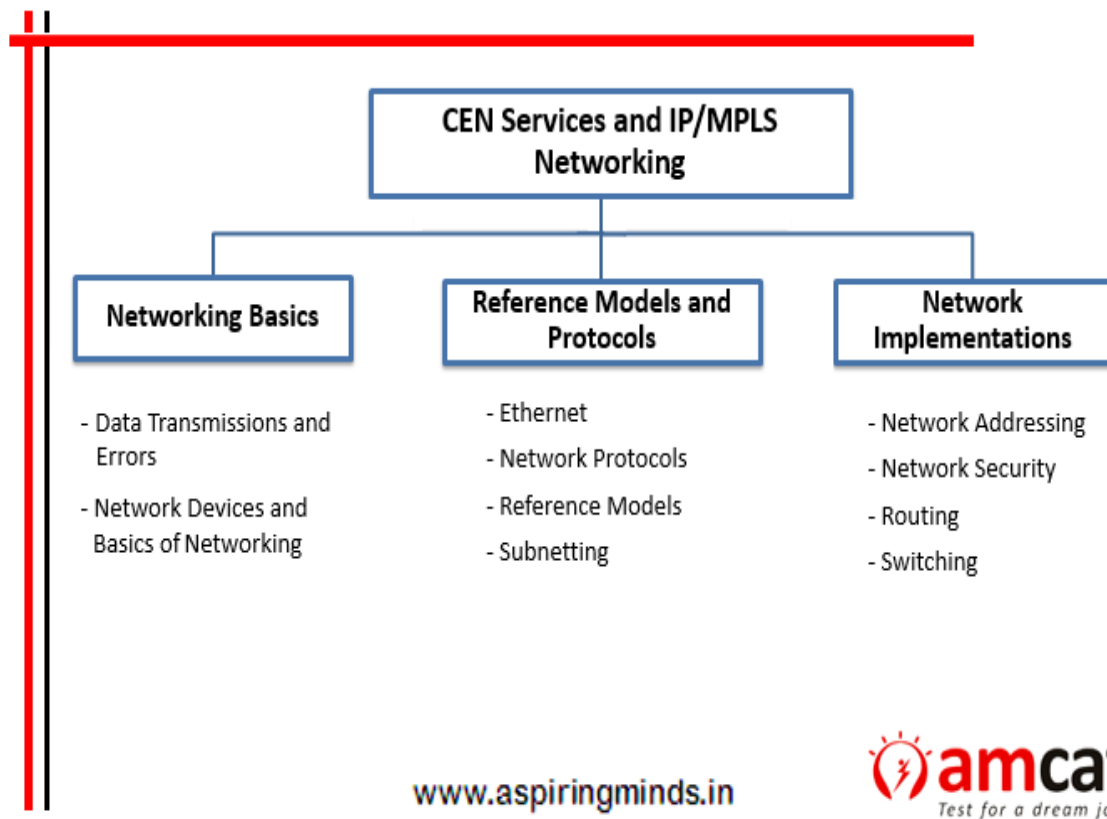 CEN Services and IP/MPLS
Networking
Networking Basics
- Data Transmissions and
Errors
- Network Devices and
Basics of Networking
Reference Models and
Protocols
- Ethernet
- Network Protocols
- Reference Models
- Subnetting
Network
Implementations
- Network Addressing
- Network Security
- Routing
- Switching
www.aspiringminds.in
amca
Test for a dream jo